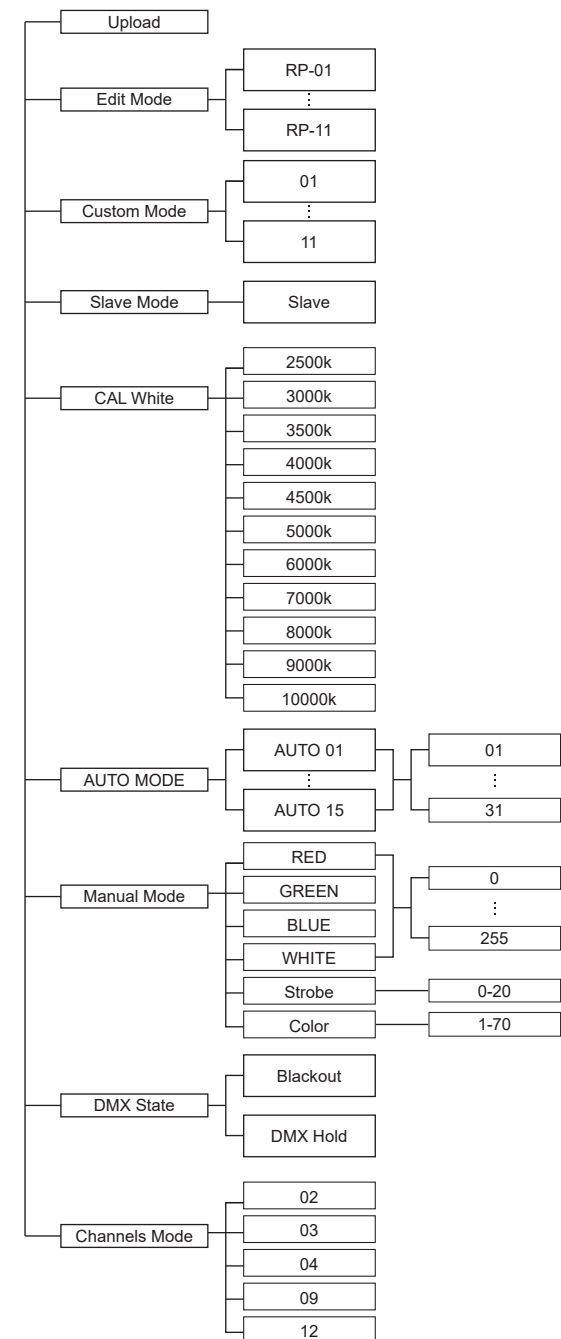 Upload
Edit Mode
RP-01
RP-11
Custom Mode
01
11
Slave Mode
Slave
CAL White
2500k
3000k
3500k
4000k
4500k
5000k
6000k
7000k
8000k
9000k
10000k
AUTO MODE
AUTO 01
AUTO 15
01
31
Manual Mode
RED
GREEN
BLUE
WHITE
0
255
Strobe
0-20
Color
1-70
DMX State
Blackout
DMX Hold
Channels Mode
02
03
04
09
12